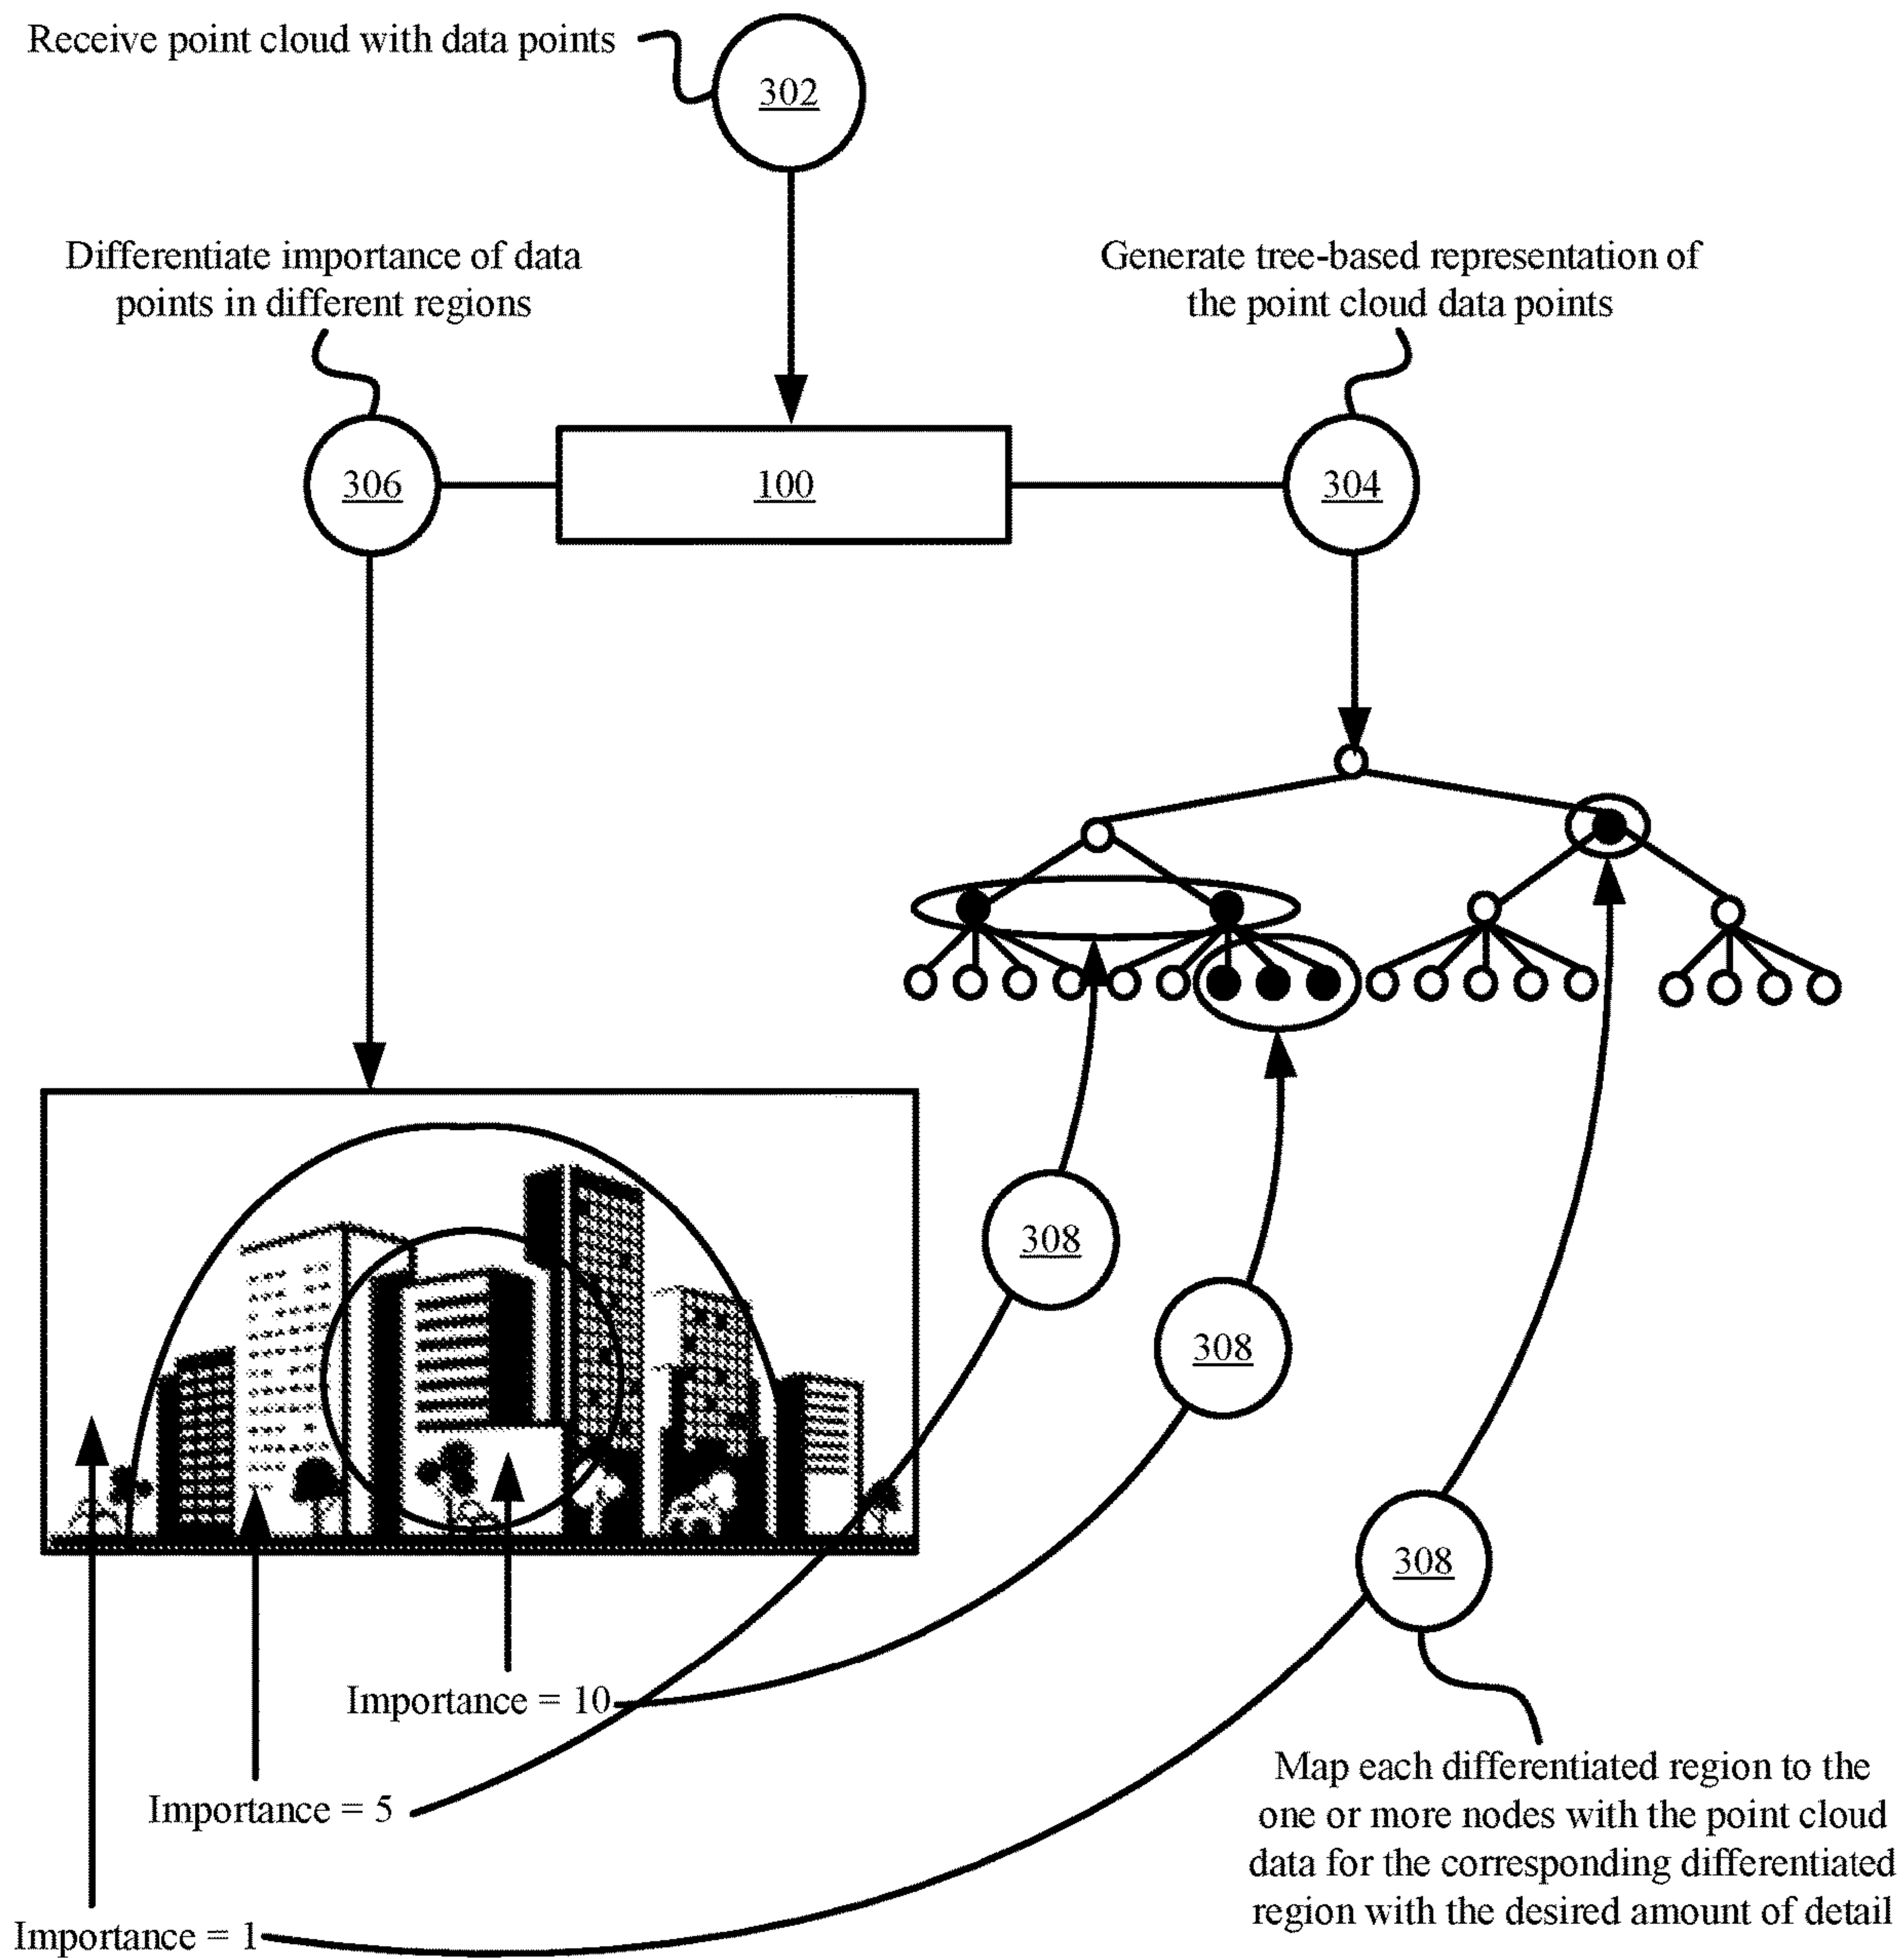 Receive point cloud with data points
302
Differentiate importance of data
points in different regions
Generate tree-based representation of
the point cloud data points
306
100
304
308
308
308
Importance = 10
Importance = 5
Importance = 1
Map each differentiated region to the
one or more nodes with the point cloud
data for the corresponding differentiated
region with the desired amount of detail